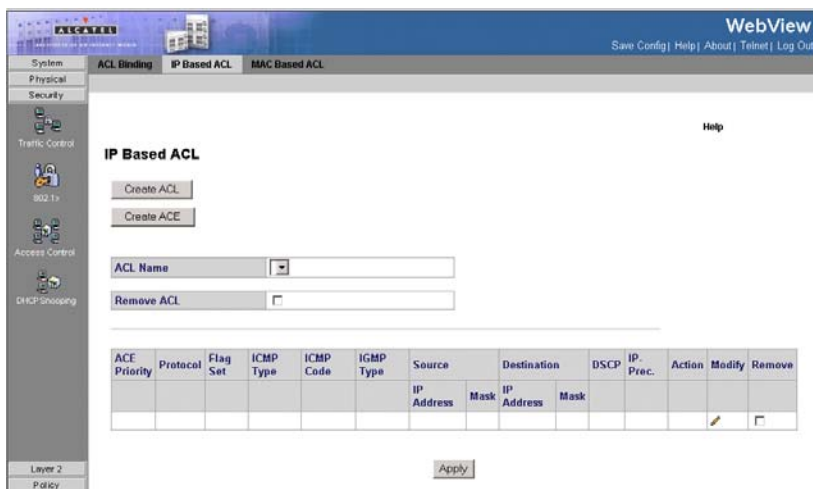 ALCATEL
WebView
Save Config| Help| About| Telnet| Log Out
System
Physical
Security
Traffic Control
802.1x
Access Control
DHCP Snooping
Layer 2
Policy
ACL Binding IP Based ACL MAC Based ACL
Help
IP Based ACL
Create ACL
Create ACE
ACL Name
Remove ACL
ACE Priority Protocol Flag Set ICMP Type ICMP Code IGMP Type Source Destination DSCP IP-Prec. Action Modify Remove
IP Address Mask IP Address Mask
Apply